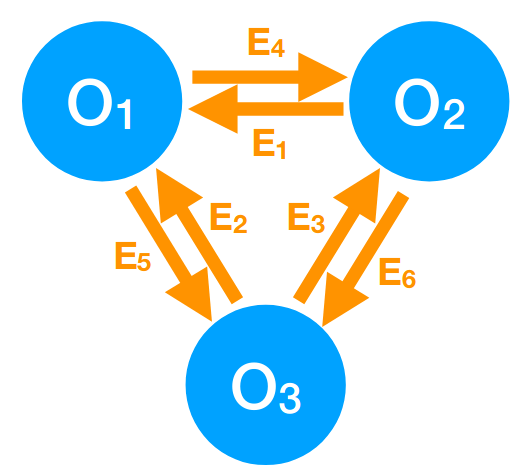 E₄
O₁
O₂
E₁
E₂
E₃
E₅
E₆
O₃